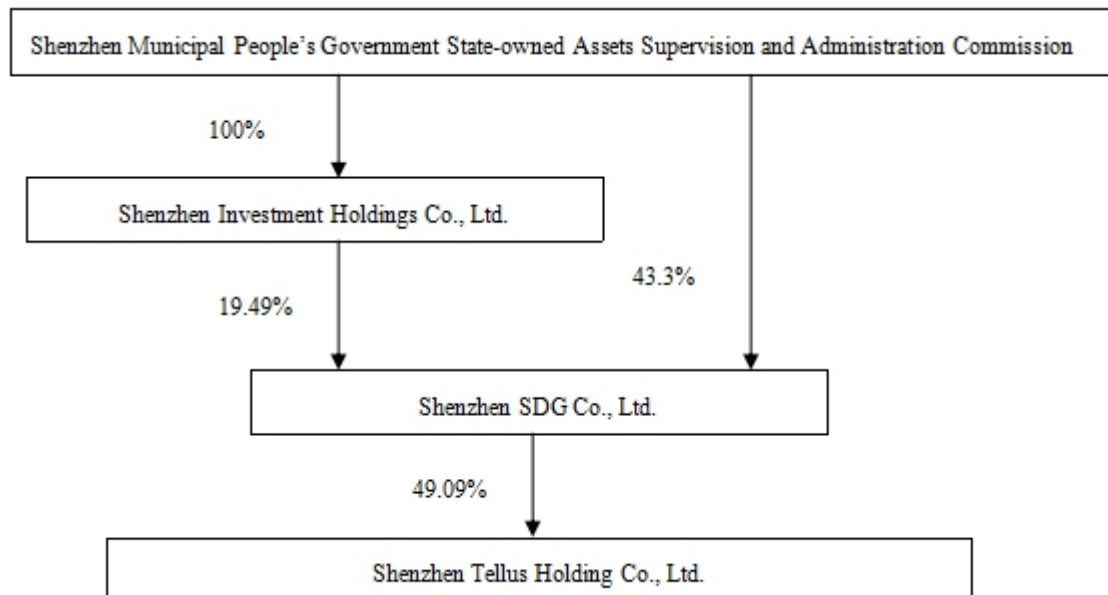 Shenzhen Municipal People’s Government State-owned Assets Supervision and Administration Commission
100%
Shenzhen Investment Holdings Co., Ltd.
43.3%
19.49%
Shenzhen SDG Co., Ltd.
49.09%
Shenzhen Tellus Holding Co., Ltd.